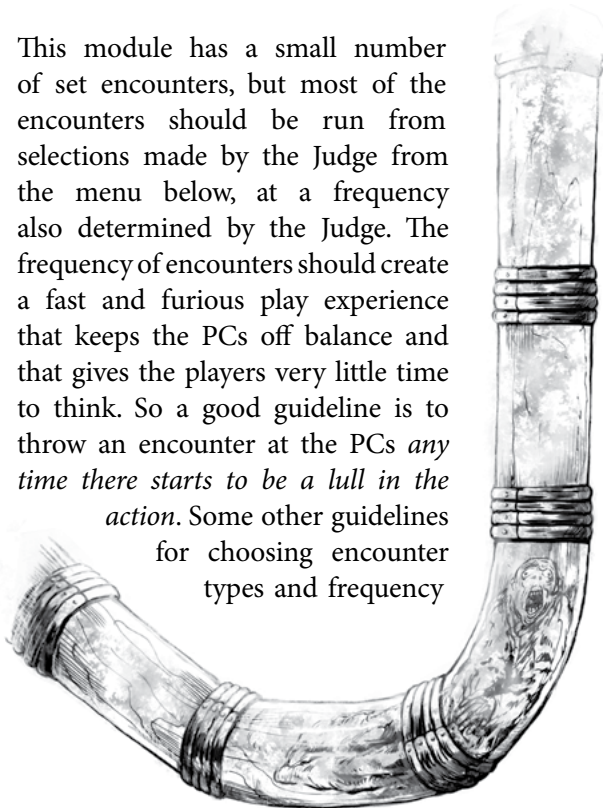 This module has a small number
of set encounters, but most of the
encounters should be run from
selections made by the Judge from
the menu below, at a frequency
also determined by the Judge. The
frequency of encounters should create
a fast and furious play experience
that keeps the PCs off balance and
that gives the players very little time
to think. So a good guideline is to
throw an encounter at the PCs any
time there starts to be a lull in the
action. Some other guidelines
for choosing encounter
types and frequency